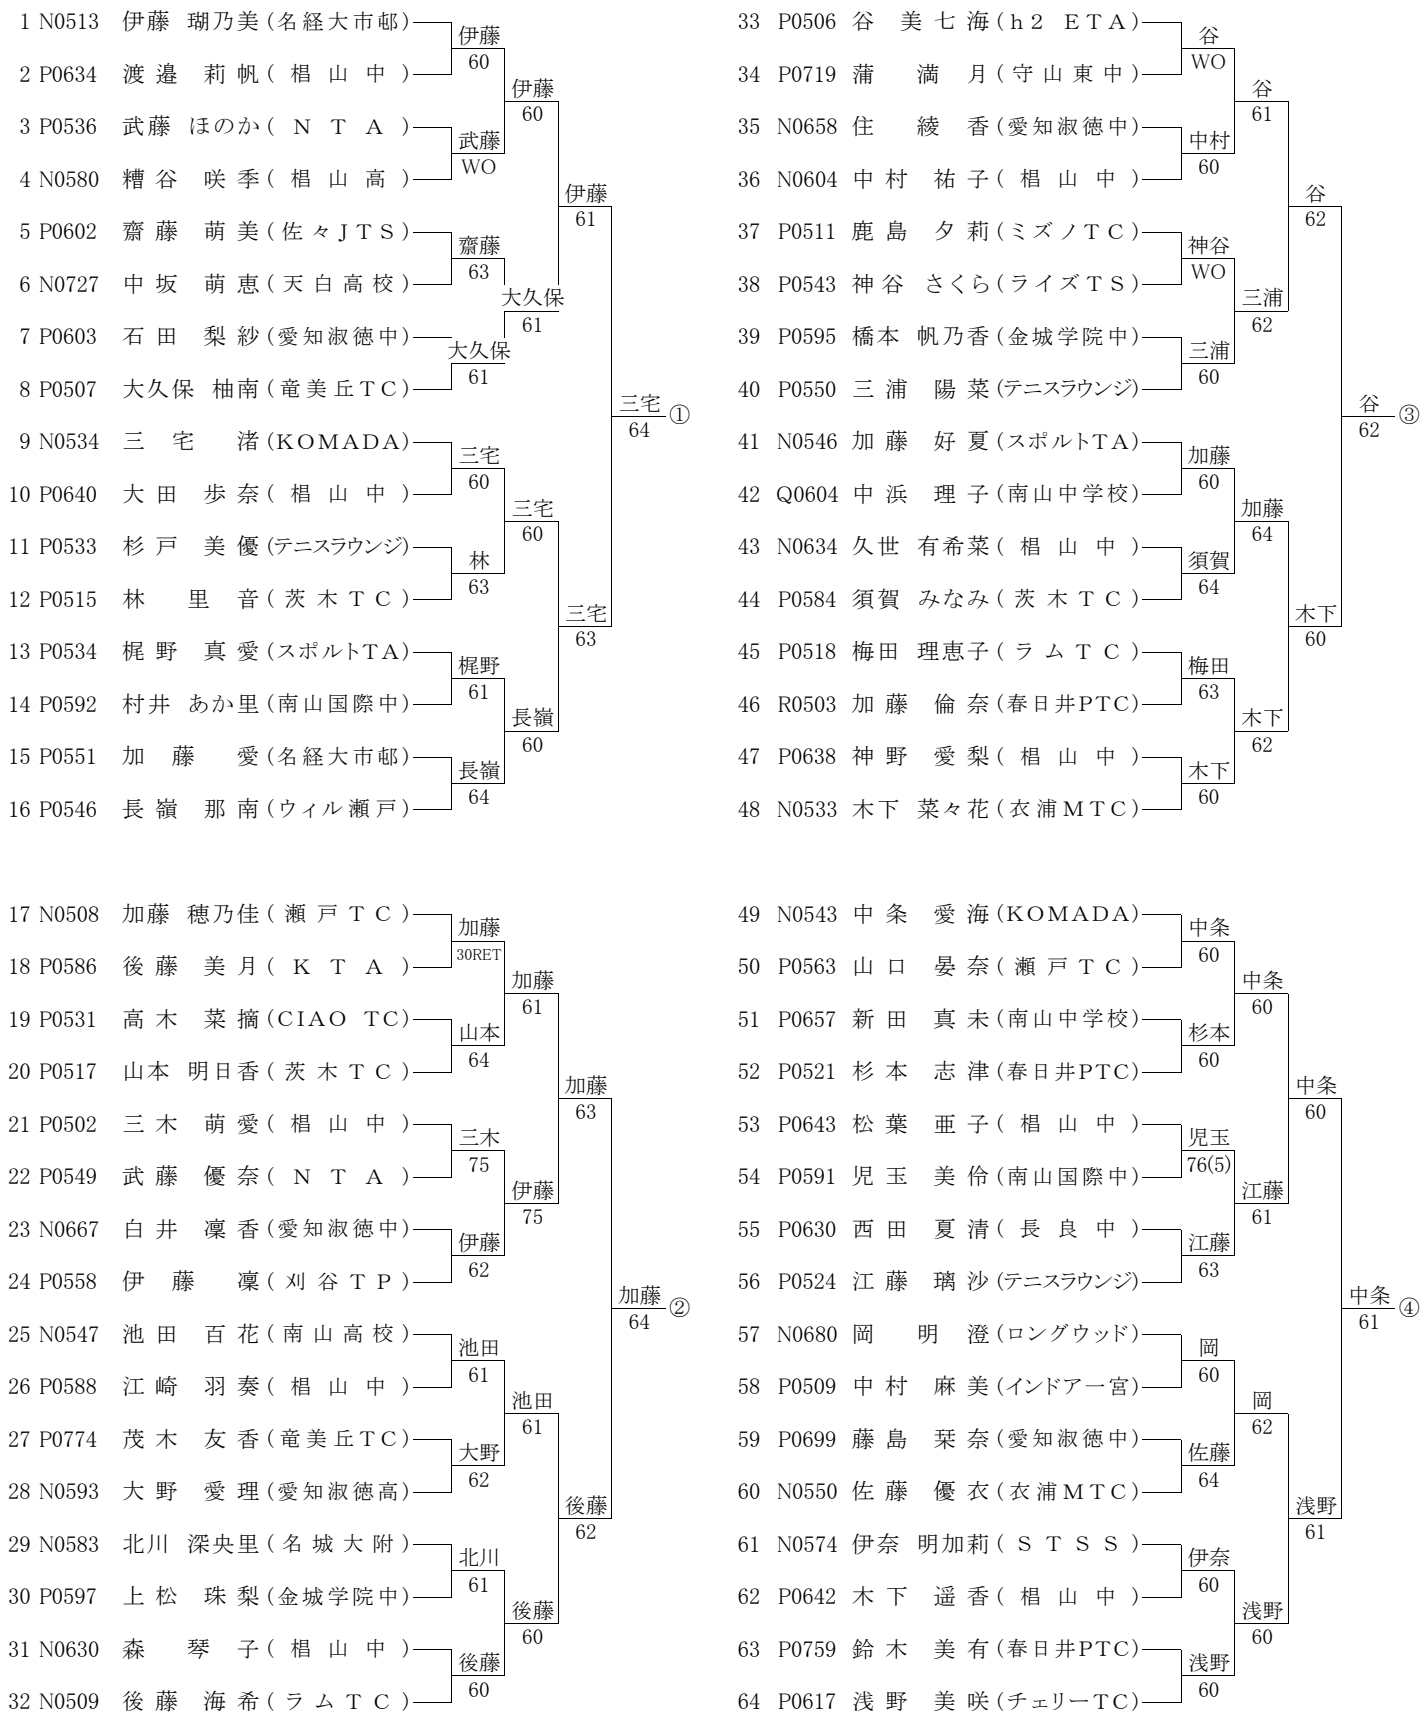 1 N0513 伊藤 瑚乃美(名経大市邨)
伊藤
60
2 P0634 渡邉 莉帆(椙山中)
伊藤
60
3 P0536 武藤 ほのか(NTA)
武藤
WO
4 N0580 糟谷 咲季(椙山高)
伊藤
61
5 P0602 齋藤 萌美(佐々JTS)
齋藤
63
6 N0727 中坂 萌恵(天白高校)
大久保
61
7 P0603 石田 梨紗(愛知淑徳中)
大久保
61
8 P0507 大久保 柚南(竜美丘TC)
三宅 ①
64
9 N0534 三宅 渚(KOMADA)
三宅
60
10 P0640 大田 歩奈(椙山中)
三宅
60
11 P0533 杉戸 美優(テニスラウンジ)
林
63
12 P0515 林 里音(茨木TC)
三宅
63
13 P0534 梶野 真愛(スポルトTA)
梶野
61
14 P0592 村井 あか里(南山国際中)
長嶺
60
15 P0551 加藤 愛(名経大市邨)
長嶺
64
16 P0546 長嶺 那南(ウィル瀬戸)
17 N0508 加藤 穂乃佳(瀬戸TC)
加藤
30RET
18 P0586 後藤 美月(KTA)
加藤
61
19 P0531 高木 菜摘(CIAO TC)
山本
64
20 P0517 山本 明日香(茨木TC)
加藤
63
21 P0502 三木 萌愛(椙山中)
三木
75
22 P0549 武藤 優奈(NTA)
伊藤
75
23 N0667 白井 凜香(愛知淑徳中)
伊藤
62
24 P0558 伊藤 凜(刈谷TP)
加藤 ②
64
25 N0547 池田 百花(南山高校)
池田
61
26 P0588 江崎 羽奏(椙山中)
池田
61
27 P0774 茂木 友香(竜美丘TC)
大野
62
28 N0593 大野 愛理(愛知淑徳高)
後藤
62
29 N0583 北川 深央里(名城大附)
北川
61
30 P0597 上松 珠梨(金城学院中)
後藤
60
31 N0630 森 琴子(椙山中)
後藤
60
32 N0509 後藤 海希(ラムTC)
33 P0506 谷 美七海(h2 ETA)
谷
WO
34 P0719 蒲 満月(守山東中)
谷
61
35 N0658 住 綾香(愛知淑徳中)
中村
60
36 N0604 中村 祐子(椙山中)
谷
62
37 P0511 鹿島 夕莉(ミズノTC)
神谷
WO
38 P0543 神谷 さくら(ライズTS)
三浦
62
39 P0595 橋本 帆乃香(金城学院中)
三浦
60
40 P0550 三浦 陽菜(テニスラウンジ)
谷 ③
62
41 N0546 加藤 好夏(スポルトTA)
加藤
60
42 Q0604 中浜 理子(南山中学校)
加藤
64
43 N0634 久世 有希菜(椙山中)
須賀
64
44 P0584 須賀 みなみ(茨木TC)
木下
60
45 P0518 梅田 理恵子(ラムTC)
梅田
63
46 R0503 加藤 倫奈(春日井PTC)
木下
62
47 P0638 神野 愛梨(椙山中)
木下
60
48 N0533 木下 菜々花(衣浦MTC)
49 N0543 中条 愛海(KOMADA)
中条
60
50 P0563 山口 晏奈(瀬戸TC)
中条
60
51 P0657 新田 真未(南山中学校)
杉本
60
52 P0521 杉本 志津(春日井PTC)
中条
60
53 P0643 松葉 亜子(椙山中)
児玉
76(5)
54 P0591 児玉 美伶(南山国際中)
江藤
61
55 P0630 西田 夏清(長良中)
江藤
63
56 P0524 江藤 璃沙(テニスラウンジ)
中条 ④
61
57 N0680 岡 明澄(ロングウッド)
岡
60
58 P0509 中村 麻美(インドアー宮)
岡
62
59 P0699 藤島 栞奈(愛知淑徳中)
佐藤
64
60 N0550 佐藤 優衣(衣浦MTC)
浅野
61
61 N0574 伊奈 明加莉(STSS)
伊奈
60
62 P0642 木下 遥香(椙山中)
浅野
60
63 P0759 鈴木 美有(春日井PTC)
浅野
60
64 P0617 浅野 美咲(チェリーTC)